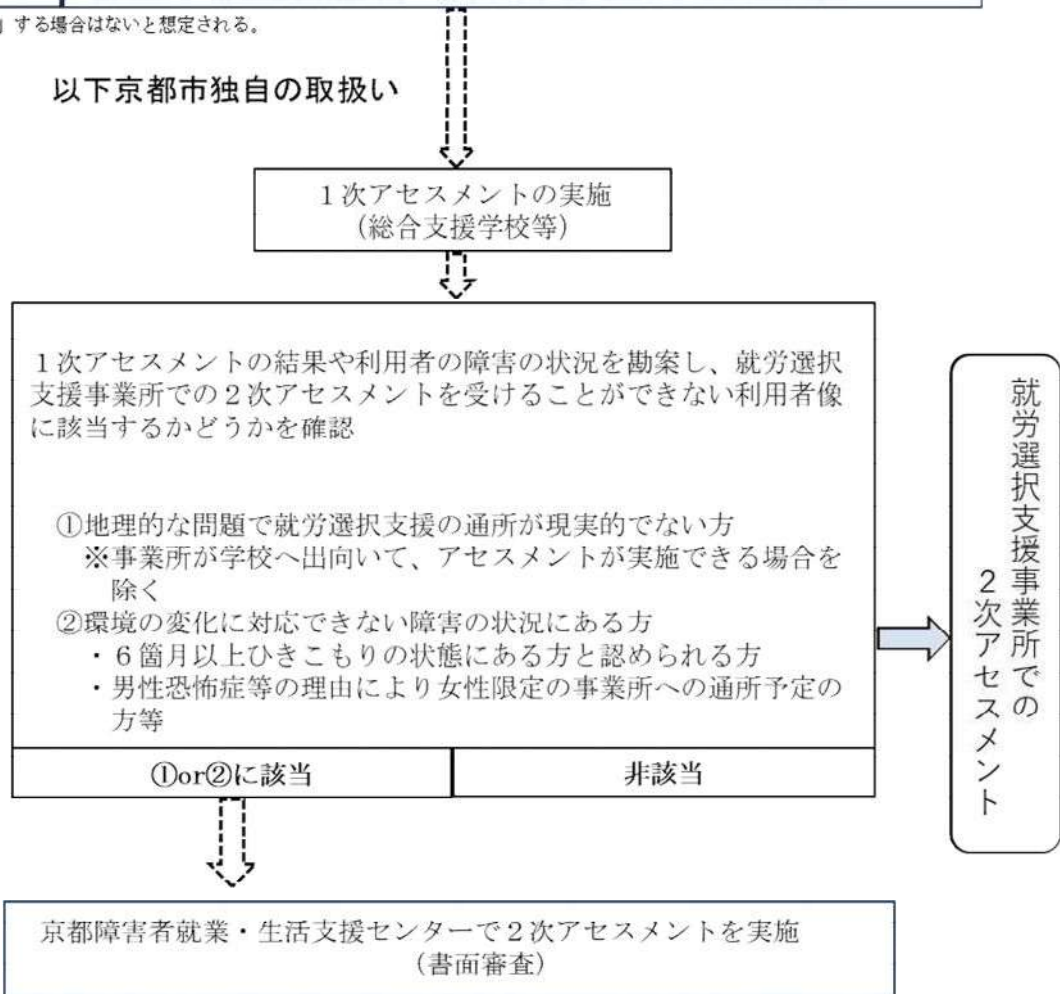 」する場合はないと想定される。
以下京都市独自の取扱い
１次アセスメントの実施
（総合支援学校等）
１次アセスメントの結果や利用者の障害の状況を勘案し、就労選択
支援事業所での２次アセスメントを受けることができない利用者像
に該当するかどうかを確認
①地理的な問題で就労選択支援の通所が現実的でない方
※事業所が学校へ出向いて、アセスメントが実施できる場合を
除く
②環境の変化に対応できない障害の状況にある方
・６箇月以上ひきこもりの状態にある方と認められる方
・男性恐怖症等の理由により女性限定の事業所への通所予定の
方等
①or②に該当
非該当
就労選択支援事業所での
２次アセスメント
京都障害者就業・生活支援センターで２次アセスメントを実施
（書面審査）